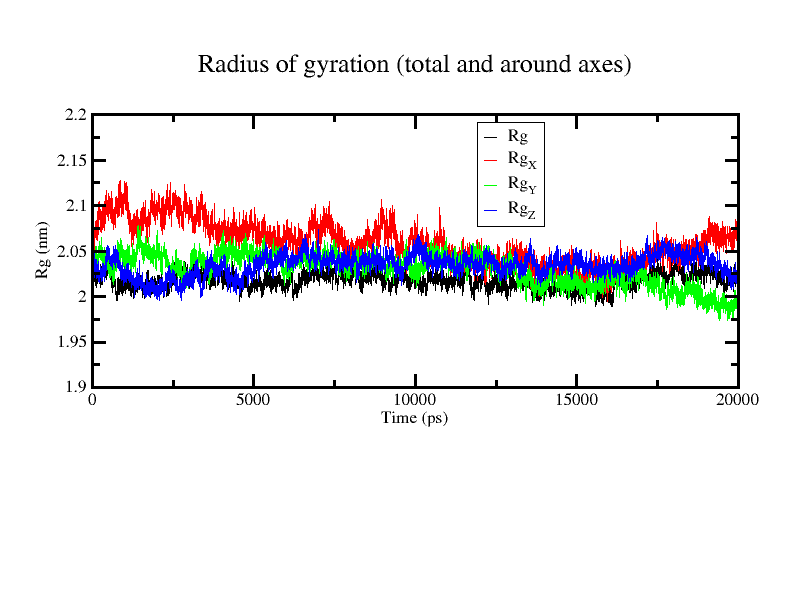 Radius of gyration (total and around axes)
2.2
2.15
2.1
2.05
2
1.95
1.9
Rg (nm)
Rg
RgX
RgY
RgZ
0 5000 10000 15000 20000
Time (ps)